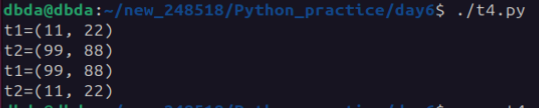 dbda@dbda:~/new_248518/Python_practice/day6$ ./t4.py
t1=(11, 22)
t2=(99, 88)
t1=(99, 88)
t2=(11, 22)